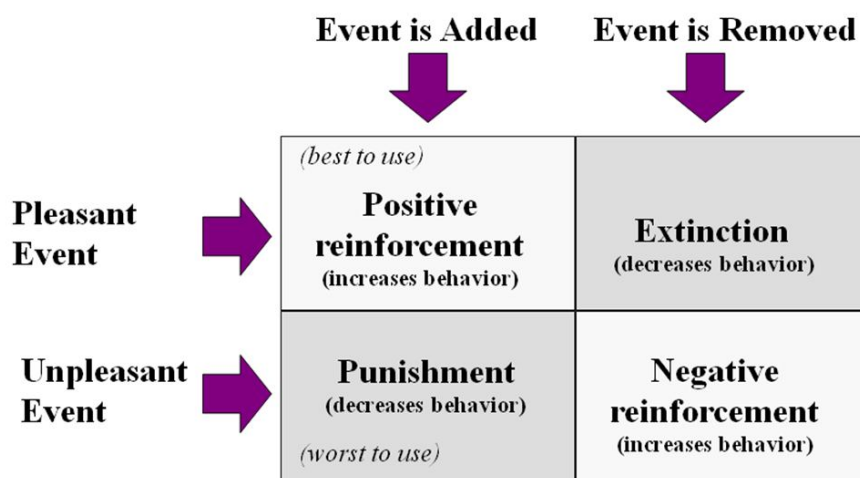 Event is Added
Event is Removed
Pleasant
Event
(best to use)
Positive
reinforcement
(increases behavior)
Extinction
(decreases behavior)
Unpleasant
Event
Punishment
(decreases behavior)
(worst to use)
Negative
reinforcement
(increases behavior)